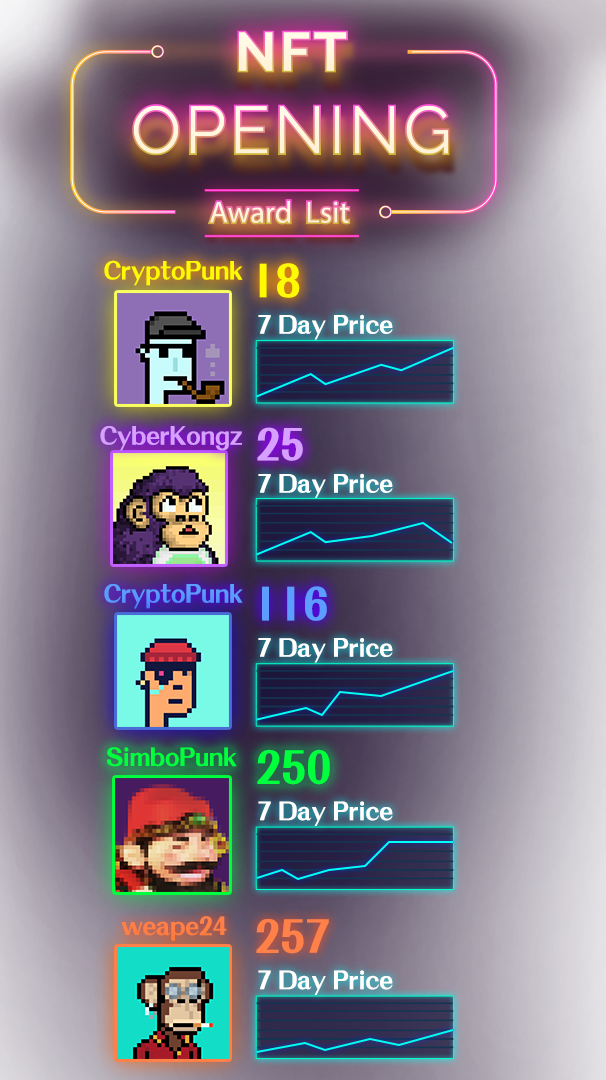 NFT
OPENING
Award Lsit
CryptoPunk 18
7 Day Price
CyberKongz 25
7 Day Price
CryptoPunk 116
7 Day Price
SimboPunk 250
7 Day Price
weape24 257
7 Day Price